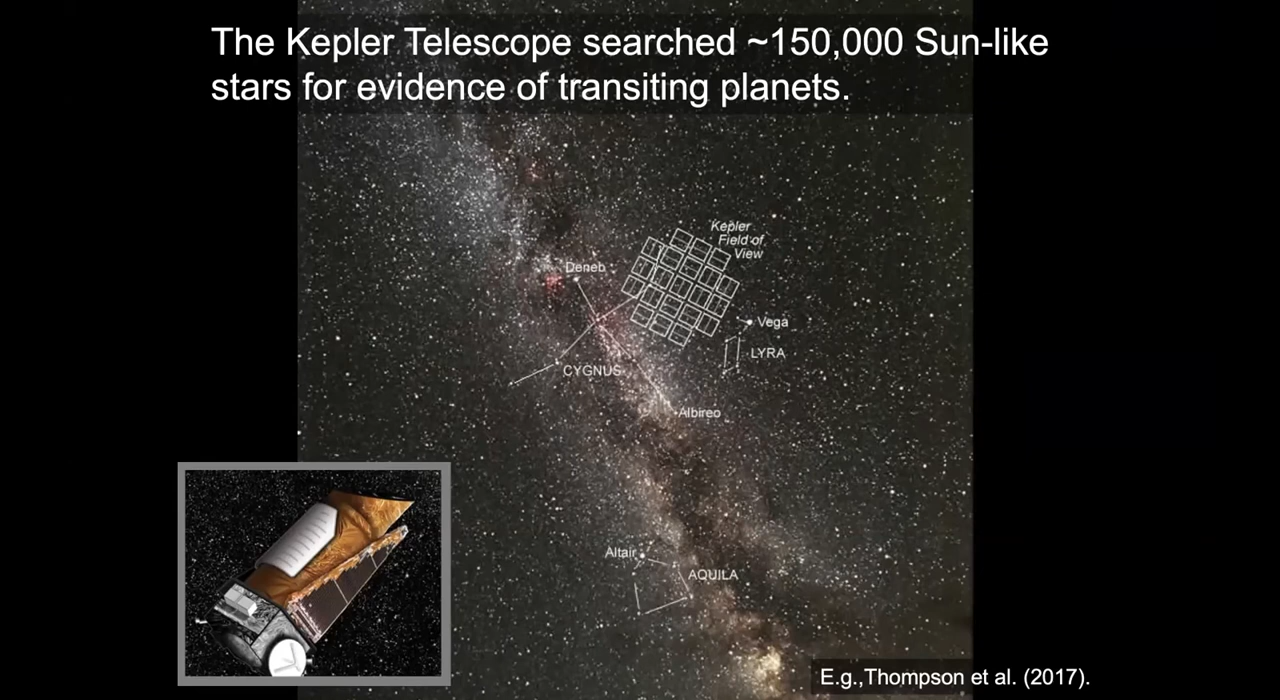 The Kepler Telescope searched ~150,000 Sun-like
stars for evidence of transiting planets.
Kepler
Field of
View
Deneb
Vega
LYRA
CYGNUS
Albireo
Altair
AQUILA
E.g.,Thompson et al. (2017).